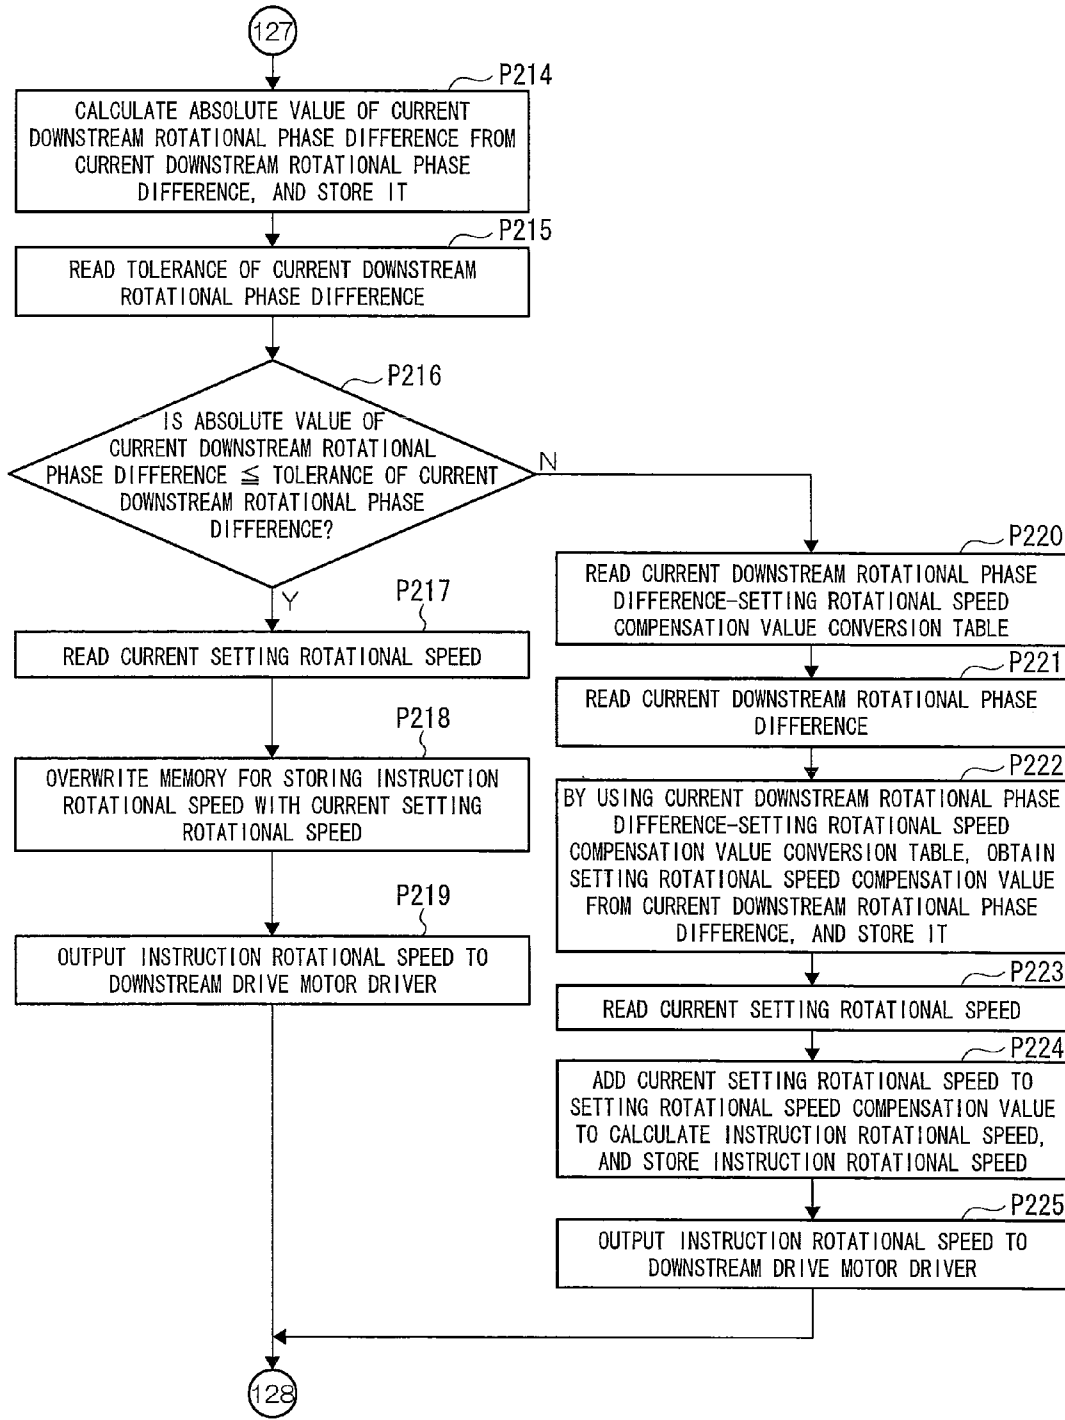 127
P214
CALCULATE ABSOLUTE VALUE OF CURRENT
DOWNSTREAM ROTATIONAL PHASE DIFFERENCE FROM
CURRENT DOWNSTREAM ROTATIONAL PHASE
DIFFERENCE, AND STORE IT
P215
READ TOLERANCE OF CURRENT DOWNSTREAM
ROTATIONAL PHASE DIFFERENCE
P216
IS ABSOLUTE VALUE OF
CURRENT DOWNSTREAM ROTATIONAL
PHASE DIFFERENCE ≦ TOLERANCE OF CURRENT
DOWNSTREAM ROTATIONAL PHASE
DIFFERENCE?
N
Y
P217
READ CURRENT SETTING ROTATIONAL SPEED
P218
OVERWRITE MEMORY FOR STORING INSTRUCTION
ROTATIONAL SPEED WITH CURRENT SETTING
ROTATIONAL SPEED
P219
OUTPUT INSTRUCTION ROTATIONAL SPEED TO
DOWNSTREAM DRIVE MOTOR DRIVER
P220
READ CURRENT DOWNSTREAM ROTATIONAL PHASE
DIFFERENCE-SETTING ROTATIONAL SPEED
COMPENSATION VALUE CONVERSION TABLE
P221
READ CURRENT DOWNSTREAM ROTATIONAL PHASE
DIFFERENCE
P222
BY USING CURRENT DOWNSTREAM ROTATIONAL PHASE
DIFFERENCE-SETTING ROTATIONAL SPEED
COMPENSATION VALUE CONVERSION TABLE, OBTAIN
SETTING ROTATIONAL SPEED COMPENSATION VALUE
FROM CURRENT DOWNSTREAM ROTATIONAL PHASE
DIFFERENCE, AND STORE IT
P223
READ CURRENT SETTING ROTATIONAL SPEED
P224
ADD CURRENT SETTING ROTATIONAL SPEED TO
SETTING ROTATIONAL SPEED COMPENSATION VALUE
TO CALCULATE INSTRUCTION ROTATIONAL SPEED,
AND STORE INSTRUCTION ROTATIONAL SPEED
P225
OUTPUT INSTRUCTION ROTATIONAL SPEED TO
DOWNSTREAM DRIVE MOTOR DRIVER
128